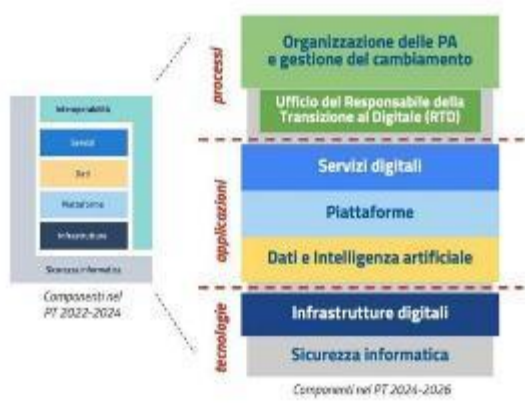 processi
Organizzazione delle PA
e gestione del cambiamento
Ufficio del Responsabile della
Transizione al Digitale (RTD)
Interoperabilità
Servizi
Dati
Piattaforme
Infrastrutture
Sicurezza informatica
Componenti nel
PT 2022-2024
applicazioni
Servizi digitali
Piattaforme
Dati e Intelligenza artificiale
tecnologie
Infrastrutture digitali
Sicurezza informatica
Componenti nel PT 2024-2026